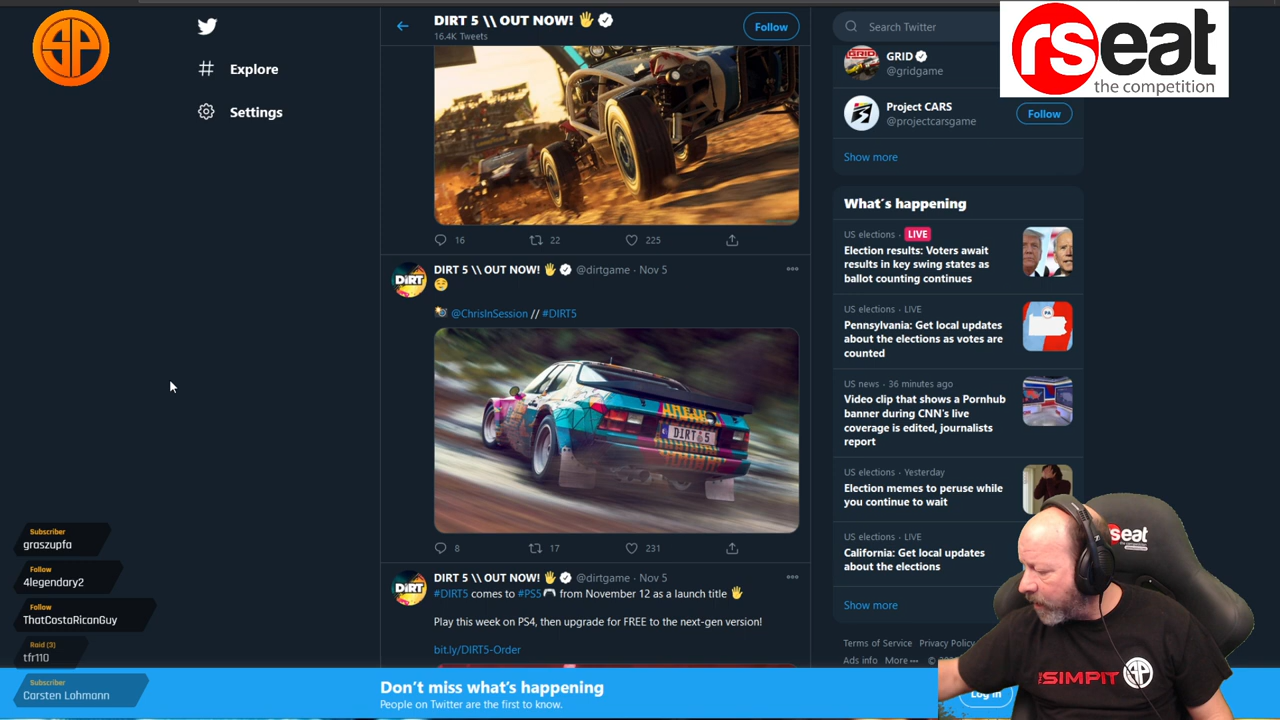 SP
Explore
Settings
DIRT 5 \\ OUT NOW! 🖐
16.4K Tweets
Follow
16
22
225
DIRT 5 \\ OUT NOW! 🖐 @dirtgame · Nov 5
☺️
📸 @ChrisInSession // #DIRT5
DIRT 5
8
17
231
DIRT 5 \\ OUT NOW! 🖐 @dirtgame · Nov 5
#DIRT5 comes to #PS5 🎮 from November 12 as a launch title 🖐
Play this week on PS4, then upgrade for FREE to the next-gen version!
bit.ly/DIRT5-Order
Search Twitter
GRID
@gridgame
Project CARS
@projectcarsgame
Follow
Show more
What's happening
US elections · LIVE
Election results: Voters await
results in key swing states as
ballot counting continues
US elections · LIVE
Pennsylvania: Get local updates
about the elections as votes are
counted
US news · 36 minutes ago
Video clip that shows a Pornhub
banner during CNN's live
coverage is edited, journalists
report
US elections · Yesterday
Election memes to peruse while
you continue to wait
US elections · LIVE
California: Get local updates
about the elections
Show more
Terms of Service Privacy Policy
Ads info More ··· ©
rseat
the competition
rseat
SIMPIT SP
Subscriber
graszupfa
Follow
4legendary2
Follow
ThatCostaRicanGuy
Raid (3)
tfr110
Subscriber
Carsten Lohmann
Don't miss what's happening
People on Twitter are the first to know.
Log in